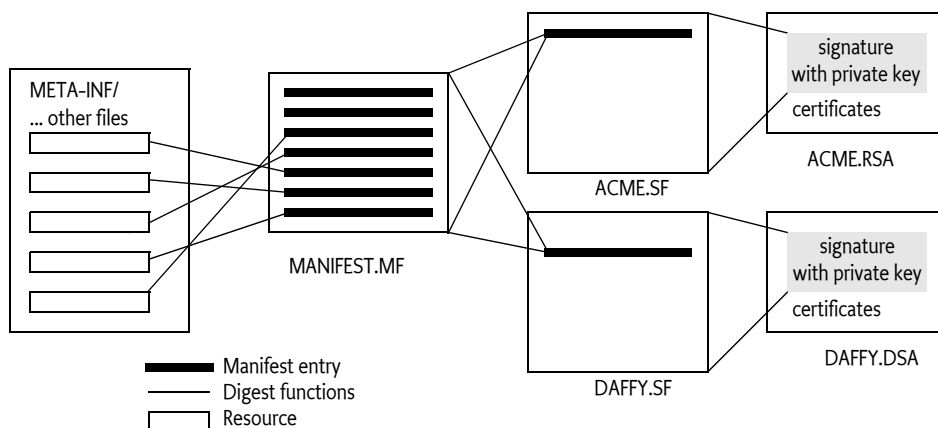 META-INF/
... other files
MANIFEST.MF
ACME.SF
signature
with private key
certificates
ACME.RSA
DAFFY.SF
signature
with private key
certificates
DAFFY.DSA
Manifest entry
Digest functions
Resource